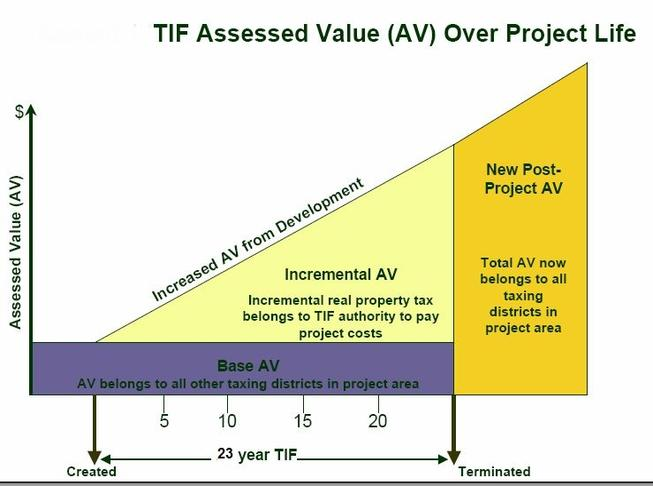 TIF Assessed Value (AV) Over Project Life
$
Assessed Value (AV)
Increased AV from Development
New Post-
Project AV
Incremental AV
Incremental real property tax
belongs to TIF authority to pay
project costs
Total AV now
belongs to all
taxing
districts in
project area
Base AV
AV belongs to all other taxing districts in project area
5 10 15 20
23 year TIF
Created
Terminated